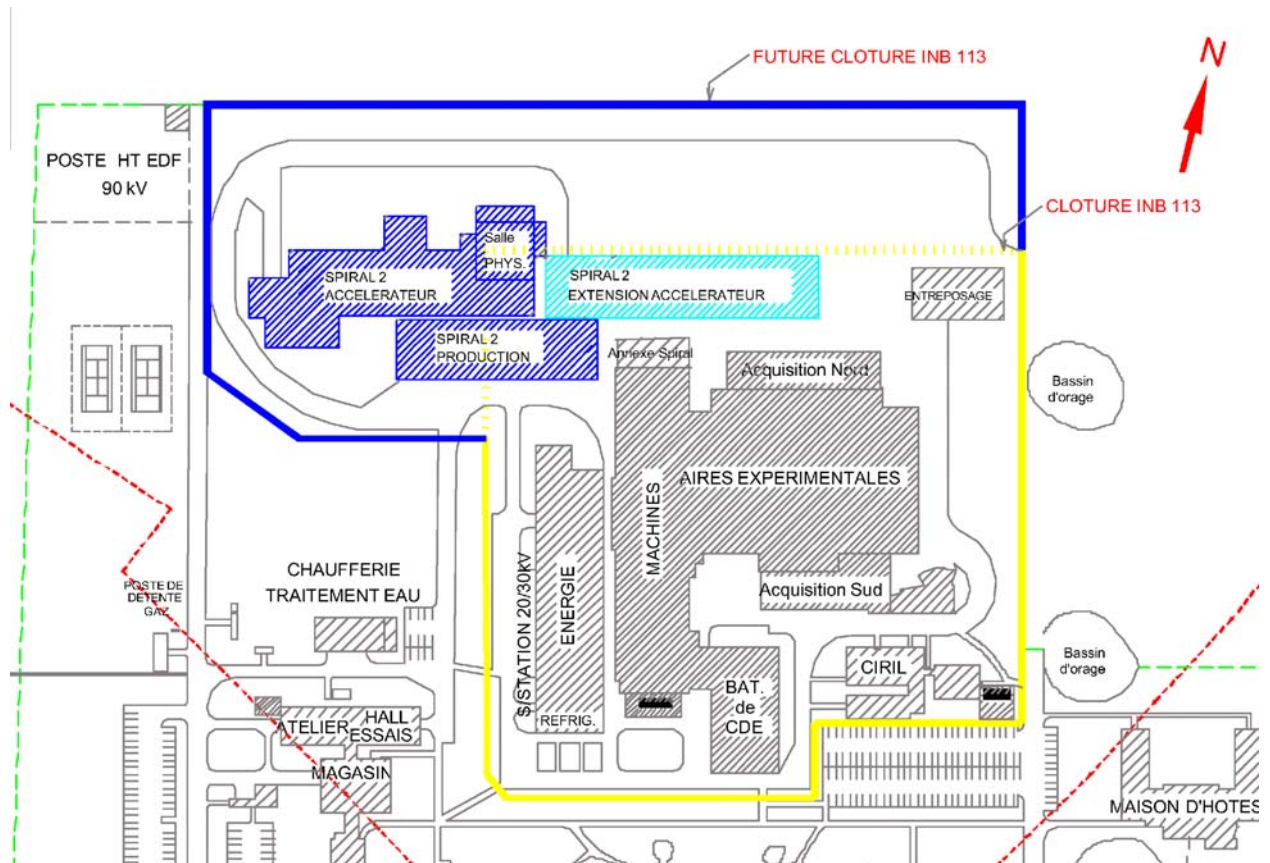 FUTURE CLOTURE INB 113
N
POSTE HT EDF
90 kV
CLOTURE INB 113
Salle
PHYS.
SPIRAL 2
ACCELERATEUR
SPIRAL 2
EXTENSION ACCELERATEUR
ENTREPOSAGE
SPIRAL 2
PRODUCTION
Annexe Spiral
Acquisition Nord
Bassin
d'orage
AIRES EXPERIMENTALES
MACHINES
CHAUFFERIE
TRAITEMENT EAU
POSTE DE
DETENTE
GAZ
S/STATION 20/30KV
ENERGIE
Acquisition Sud
Bassin
d'orage
CIRIL
BAT.
de
CDE
REFRIG.
ATELIER
HALL
ESSAIS
MAGASIN
MAISON D'HOTES